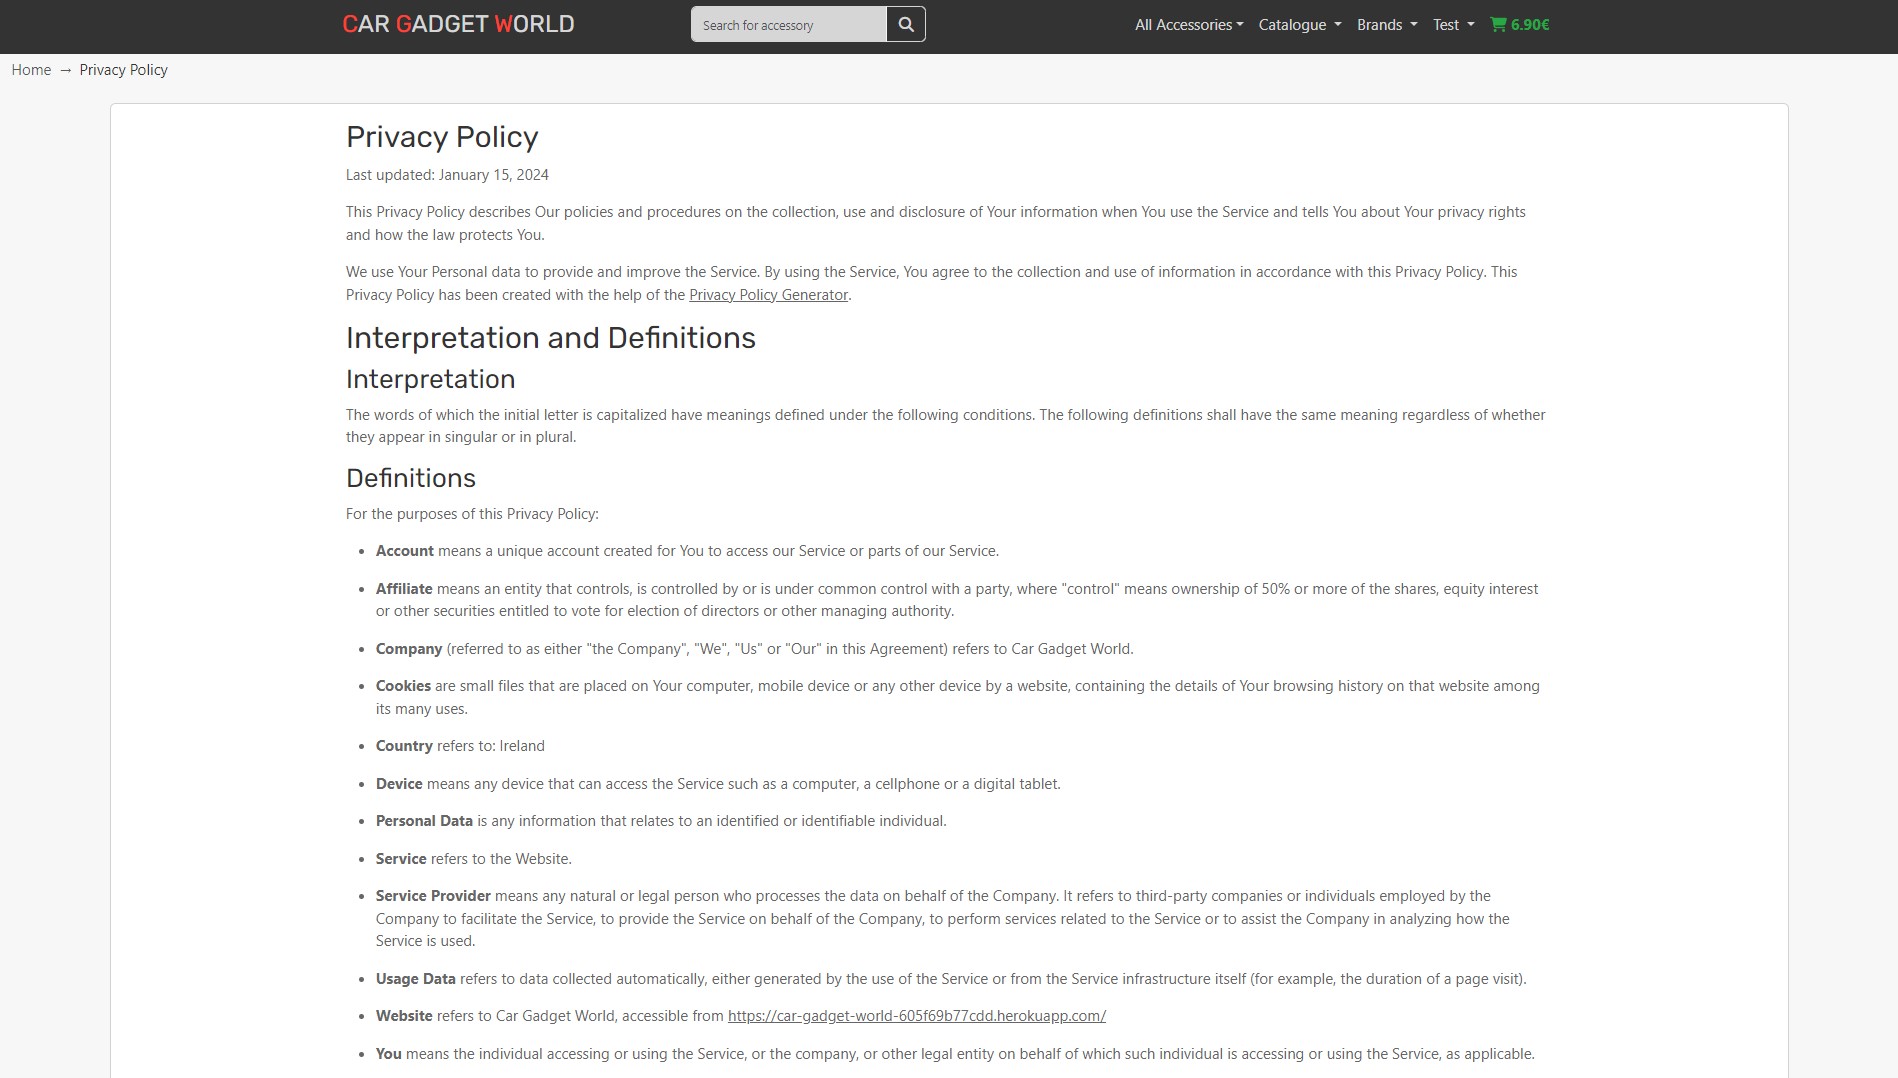 CAR GADGET WORLD
Search for accessory
All Accessories
Catalogue
Brands
Test
6.90€
Home → Privacy Policy
Privacy Policy
Last updated: January 15, 2024
This Privacy Policy describes Our policies and procedures on the collection, use and disclosure of Your information when You use the Service and tells You about Your privacy rights
and how the law protects You.
We use Your Personal data to provide and improve the Service. By using the Service, You agree to the collection and use of information in accordance with this Privacy Policy. This
Privacy Policy has been created with the help of the Privacy Policy Generator.
Interpretation and Definitions
Interpretation
The words of which the initial letter is capitalized have meanings defined under the following conditions. The following definitions shall have the same meaning regardless of whether
they appear in singular or in plural.
Definitions
For the purposes of this Privacy Policy:
• Account means a unique account created for You to access our Service or parts of our Service.
• Affiliate means an entity that controls, is controlled by or is under common control with a party, where "control" means ownership of 50% or more of the shares, equity interest
or other securities entitled to vote for election of directors or other managing authority.
• Company (referred to as either "the Company", "We", "Us" or "Our" in this Agreement) refers to Car Gadget World.
• Cookies are small files that are placed on Your computer, mobile device or any other device by a website, containing the details of Your browsing history on that website among
its many uses.
• Country refers to: Ireland
• Device means any device that can access the Service such as a computer, a cellphone or a digital tablet.
• Personal Data is any information that relates to an identified or identifiable individual.
• Service refers to the Website.
• Service Provider means any natural or legal person who processes the data on behalf of the Company. It refers to third-party companies or individuals employed by the
Company to facilitate the Service, to provide the Service on behalf of the Company, to perform services related to the Service or to assist the Company in analyzing how the
Service is used.
• Usage Data refers to data collected automatically, either generated by the use of the Service or from the Service infrastructure itself (for example, the duration of a page visit).
• Website refers to Car Gadget World, accessible from https://car-gadget-world-605f69b77cdd.herokuapp.com/
• You means the individual accessing or using the Service, or the company, or other legal entity on behalf of which such individual is accessing or using the Service, as applicable.